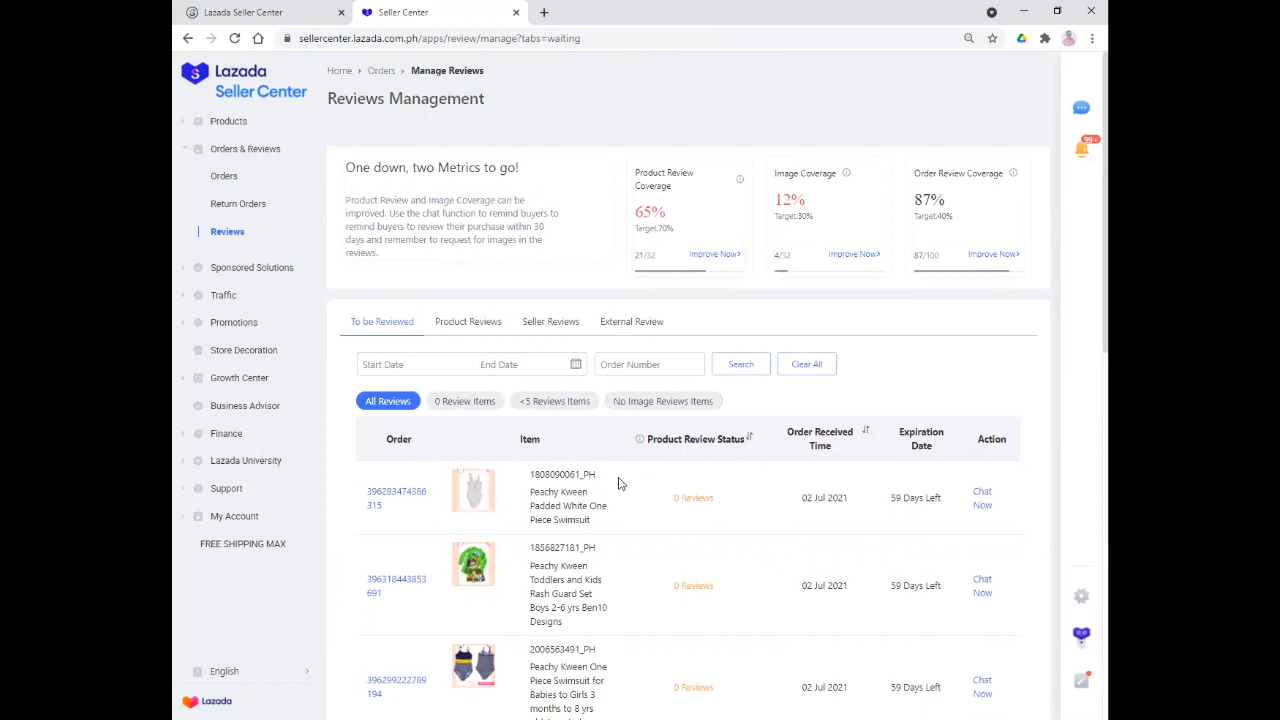 Lazada Seller Center
Seller Center
sellercenter.lazada.com.ph/apps/review/manage?tabs=waiting
Lazada
Seller Center
Products
Orders & Reviews
Orders
Return Orders
Reviews
Sponsored Solutions
Traffic
Promotions
Store Decoration
Growth Center
Business Advisor
Finance
Lazada University
Support
My Account
FREE SHIPPING MAX
English
Lazada
Home
Orders
Manage Reviews
Reviews Management
One down, two Metrics to go!
Product Review and Image Coverage can be
improved. Use the chat function to remind buyers to
remind buyers to review their purchase within 30
days and remember to request for images in the
reviews.
Product Review
Coverage
65%
Target.70%
21/32
Improve Now>
Image Coverage
12%
Target.30%
4/32
Improve Now>
Order Review Coverage
87%
Target.40%
87/100
Improve Now>
99+
To be Reviewed
Product Reviews
Seller Reviews
External Review
Start Date
-
End Date
Order Number
Search
Clear All
All Reviews
0 Review Items
<5 Reviews Items
No Image Reviews Items
Order
Item
Product Review Status
Order Received
Time
Expiration
Date
Action
396283474386
315
1808090061_PH
Peachy Kween
Padded White One
Piece Swimsuit
0 Reviews
02 Jul 2021
59 Days Left
Chat
Now
396318443853
691
1856827181_PH
Peachy Kween
Toddlers and Kids
Rash Guard Set
Boys 2-6 yrs Ben10
Designs
0 Reviews
02 Jul 2021
59 Days Left
Chat
Now
396299222789
194
2006563491_PH
Peachy Kween One
Piece Swimsuit for
Babies to Girls 3
months to 8 yrs
0 Reviews
02 Jul 2021
59 Days Left
Chat
Now